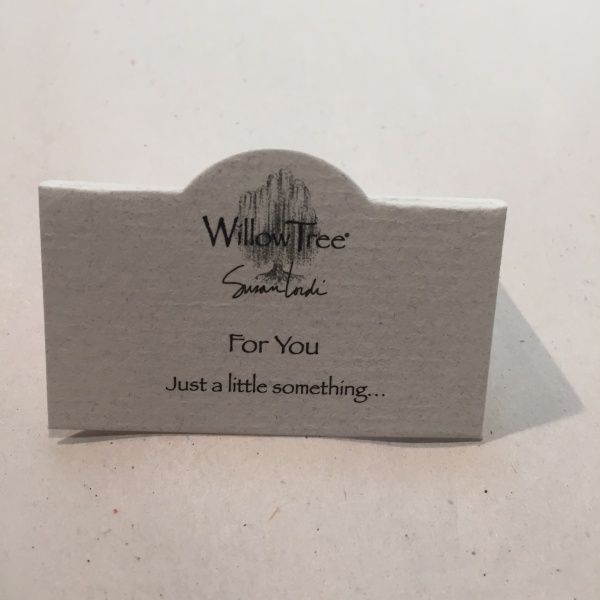 WillowTree®
Susan Lordi
For You
Just a little something...